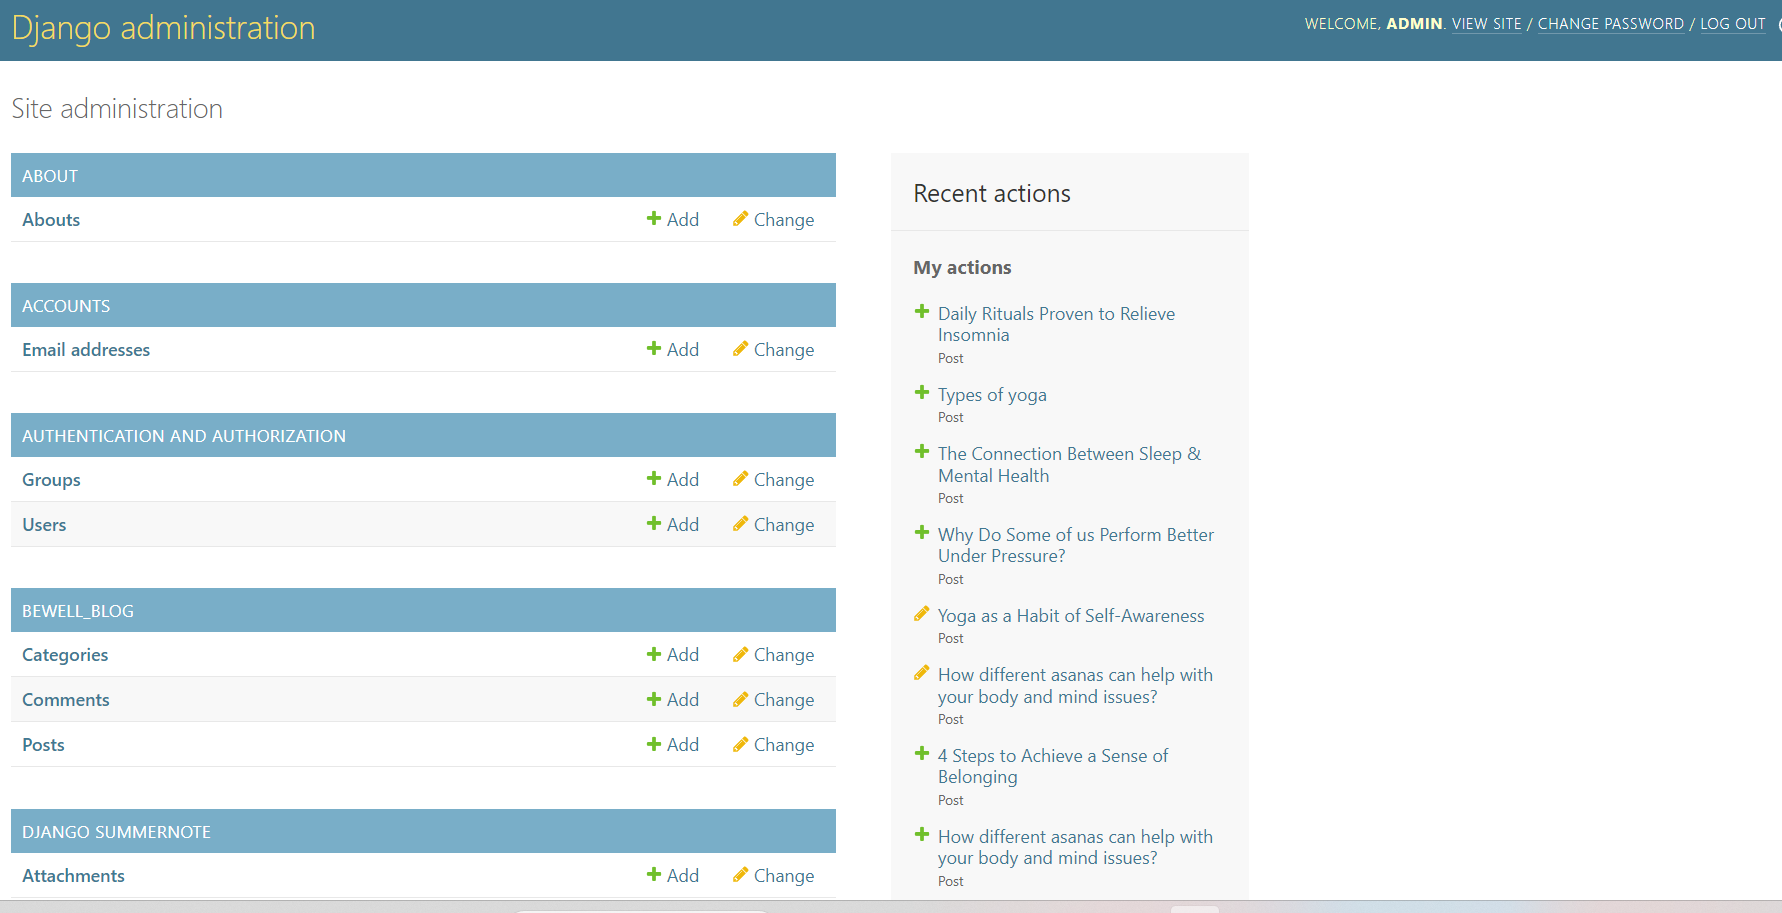 Django administration
WELCOME, ADMIN. VIEW SITE / CHANGE PASSWORD / LOG OUT
Site administration
ABOUT
Abouts Add Change
ACCOUNTS
Email addresses Add Change
AUTHENTICATION AND AUTHORIZATION
Groups Add Change
Users Add Change
BEWELL_BLOG
Categories Add Change
Comments Add Change
Posts Add Change
DJANGO SUMMERNOTE
Attachments Add Change
Recent actions
My actions
Daily Rituals Proven to Relieve
Insomnia
Post
Types of yoga
Post
The Connection Between Sleep &
Mental Health
Post
Why Do Some of us Perform Better
Under Pressure?
Post
Yoga as a Habit of Self-Awareness
Post
How different asanas can help with
your body and mind issues?
Post
4 Steps to Achieve a Sense of
Belonging
Post
How different asanas can help with
your body and mind issues?
Post